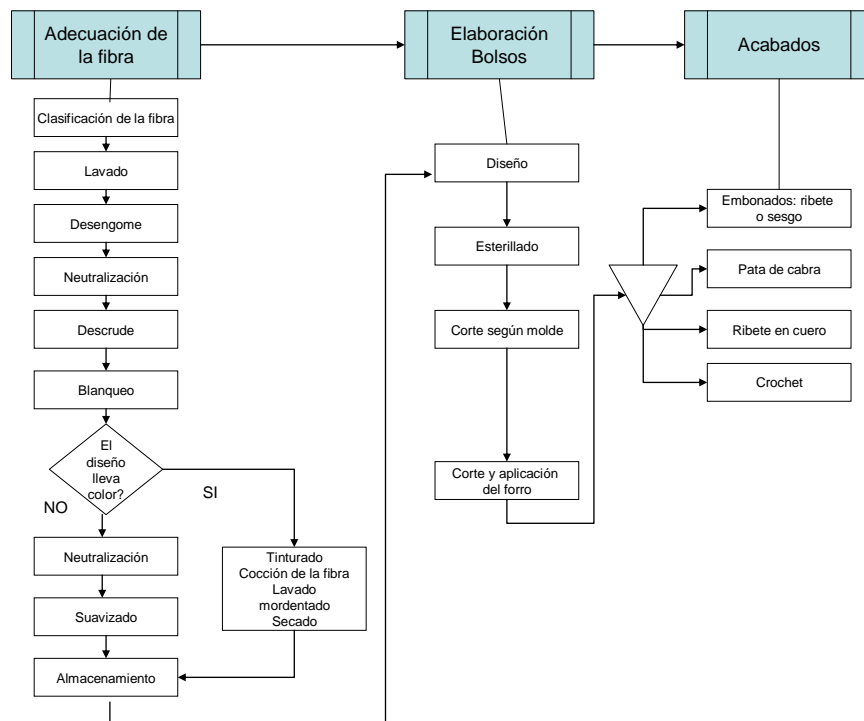 Adecuación de
la fibra
Elaboración
Bolsos
Acabados
Clasificación de la fibra
Lavado
Desengome
Neutralización
Descrude
Blanqueo
El
diseño
lleva
color?
NO
SI
Neutralización
Suavizado
Almacenamiento
Tinturado
Cocción de la fibra
Lavado
mordentado
Secado
Diseño
Esterillado
Corte según molde
Corte y aplicación
del forro
Embonados: ribete
o sesgo
Pata de cabra
Ribete en cuero
Crochet